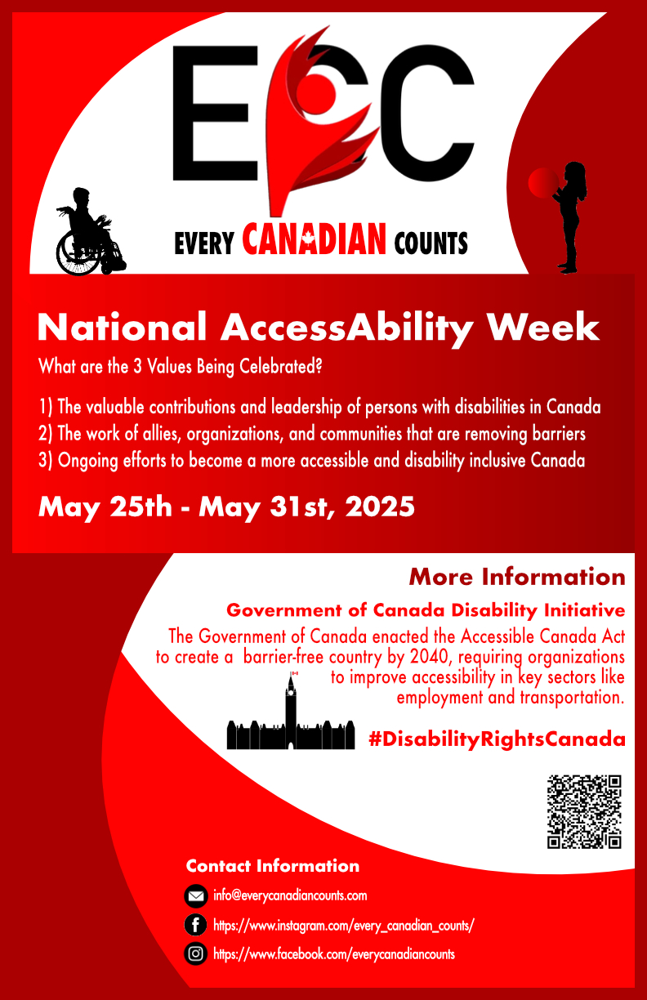 ECC
EVERY CANADIAN COUNTS
National AccessAbility Week
What are the 3 Values Being Celebrated?
1) The valuable contributions and leadership of persons with disabilities in Canada
2) The work of allies, organizations, and communities that are removing barriers
3) Ongoing efforts to become a more accessible and disability inclusive Canada
May 25th - May 31st, 2025
More Information
Government of Canada Disability Initiative
The Government of Canada enacted the Accessible Canada Act
to create a barrier-free country by 2040, requiring organizations
to improve accessibility in key sectors like
employment and transportation.
#DisabilityRightsCanada
Contact Information
info@everycanadiancounts.com
https://www.instagram.com/every_canadian_counts/
https://www.facebook.com/everycanadiancounts